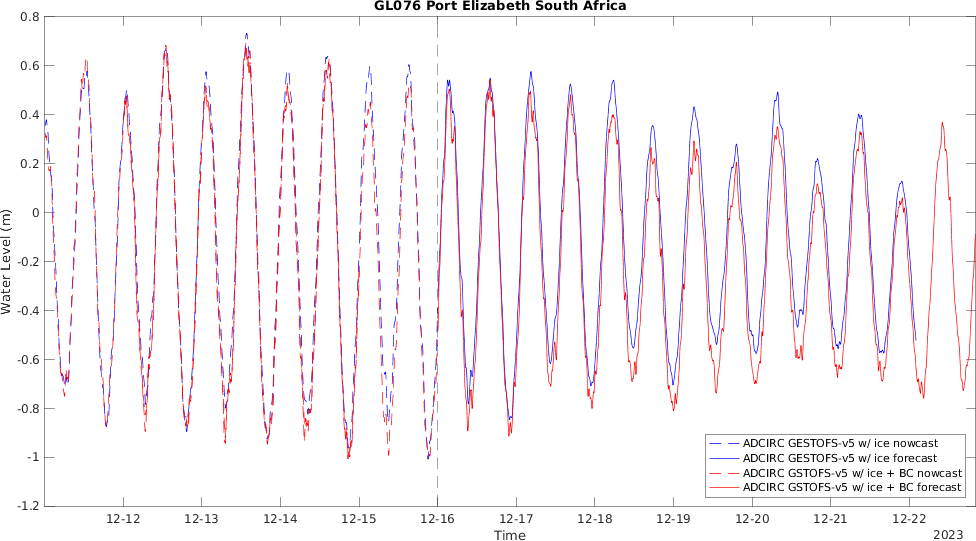 GL076 Port Elizabeth South Africa
0.8
0.6
0.4
0.2
0
-0.2
-0.4
-0.6
-0.8
-1
-1.2
Water Level (m)
ADCIRC GESTOFS-v5 w/ ice nowcast
ADCIRC GESTOFS-v5 w/ ice forecast
ADCIRC GSTOFS-v5 w/ ice + BC nowcast
ADCIRC GSTOFS-v5 w/ ice + BC forecast
12-12 12-13 12-14 12-15 12-16 12-17 12-18 12-19 12-20 12-21 12-22
Time
2023